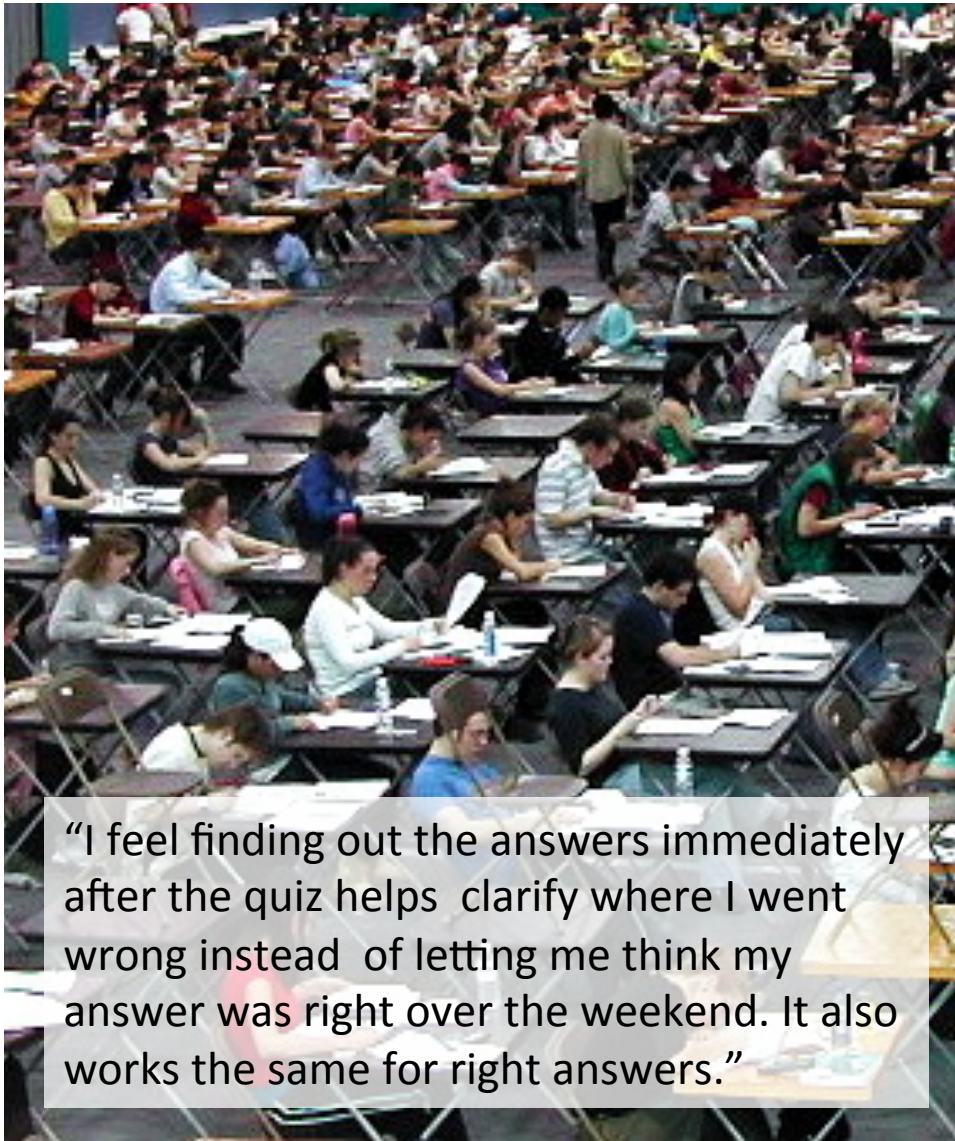 “I feel finding out the answers immediately
after the quiz helps  clarify where I went
wrong instead  of letting me think my
answer was right over the weekend. It also
works the same for right answers.”